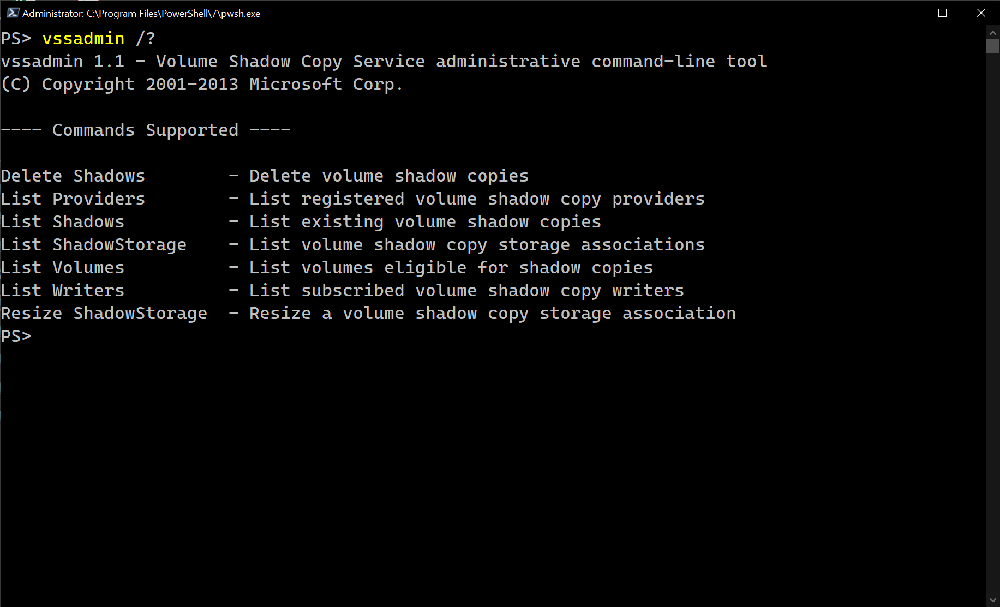 Administrator: C:\Program Files\PowerShell\7\pwsh.exe
PS> vssadmin /?
vssadmin 1.1 - Volume Shadow Copy Service administrative command-line tool
(C) Copyright 2001-2013 Microsoft Corp.
---- Commands Supported ----
Delete Shadows        - Delete volume shadow copies
List Providers        - List registered volume shadow copy providers
List Shadows          - List existing volume shadow copies
List ShadowStorage    - List volume shadow copy storage associations
List Volumes          - List volumes eligible for shadow copies
List Writers          - List subscribed volume shadow copy writers
Resize ShadowStorage  - Resize a volume shadow copy storage association
PS>